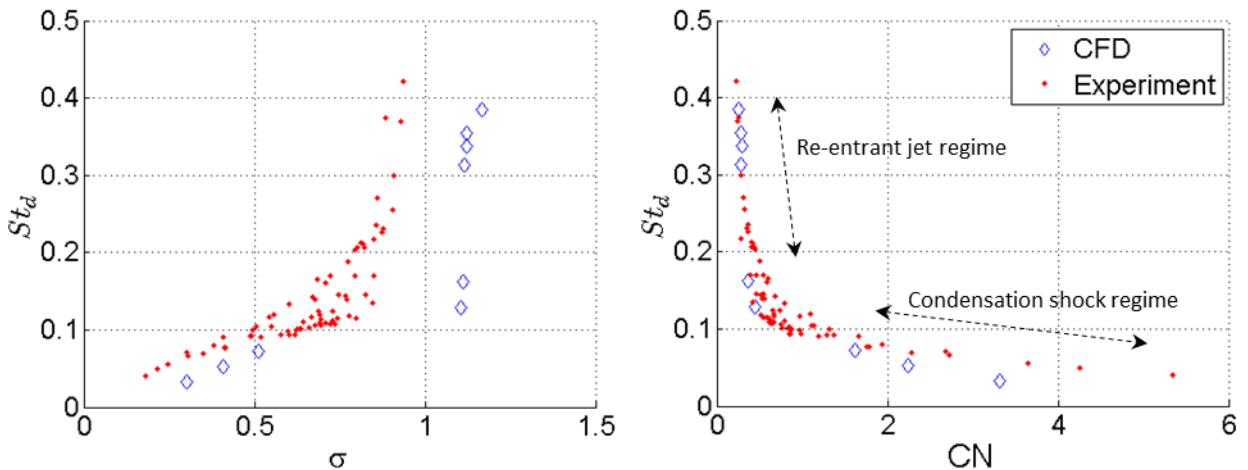 0.5
0.4
0.3
0.2
0.1
0
St_d
0
0.5
1
1.5
σ
0.5
0.4
0.3
0.2
0.1
0
St_d
0
2
4
6
CN
CFD
Experiment
Re-entrant jet regime
Condensation shock regime